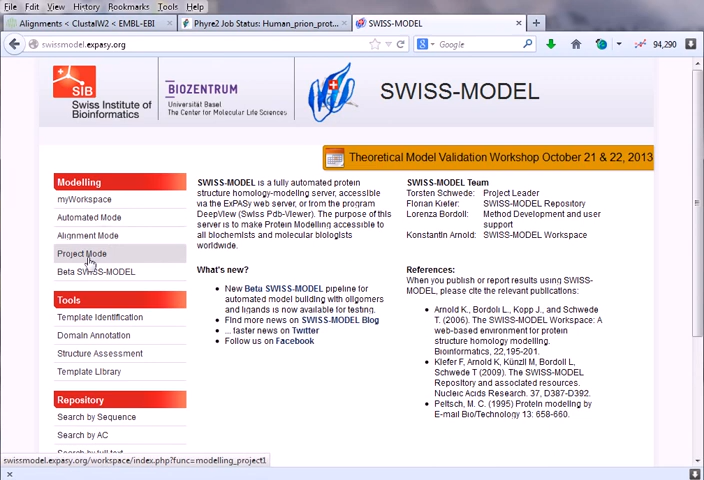 File Edit View History Bookmarks Tools Help
Alignments < ClustalW2 < EMBL-EBI
Phyre2 Job Status: Human_prion_prot...
SWISS-MODEL
swissmodel.expasy.org
Google
94,290
SIB
Swiss Institute of
Bioinformatics
BIOZENTRUM
Universität Basel
The Center for Molecular Life Sciences
SWISS-MODEL
Theoretical Model Validation Workshop October 21 & 22, 2013
Modelling
myWorkspace
Automated Mode
Alignment Mode
Project Mode
Beta SWISS-MODEL
Tools
Template Identification
Domain Annotation
Structure Assessment
Template Library
Repository
Search by Sequence
Search by AC
Search by full text
SWISS-MODEL is a fully automated protein
structure homology-modeling server, accessible
via the ExPASy web server, or from the program
DeepView (Swiss Pdb-Viewer). The purpose of this
server is to make Protein Modelling accessible to
all biochemists and molecular biologists
worldwide.
What's new?
• New Beta SWISS-MODEL pipeline for
automated model building with oligomers
and ligands is now available for testing.
• Find more news on SWISS-MODEL Blog
• ... faster news on Twitter
• Follow us on Facebook
SWISS-MODEL Team
Torsten Schwede: Project Leader
Florian Kiefer: SWISS-MODEL Repository
Lorenza Bordoli: Method Development and user
support
Konstantin Arnold: SWISS-MODEL Workspace
References:
When you publish or report results using SWISS-
MODEL, please cite the relevant publications:
• Arnold K., Bordoli L., Kopp J., and Schwede
T. (2006). The SWISS-MODEL Workspace: A
web-based environment for protein
structure homology modelling.
Bioinformatics, 22,195-201.
• Kiefer F, Arnold K, Künzli M, Bordoli L,
Schwede T (2009). The SWISS-MODEL
Repository and associated resources.
Nucleic Acids Research. 37, D387-D392.
• Peitsch, M. C. (1995) Protein modeling by
E-mail Bio/Technology 13: 658-660.
swissmodel.expasy.org/workspace/index.php?func=modelling_project1